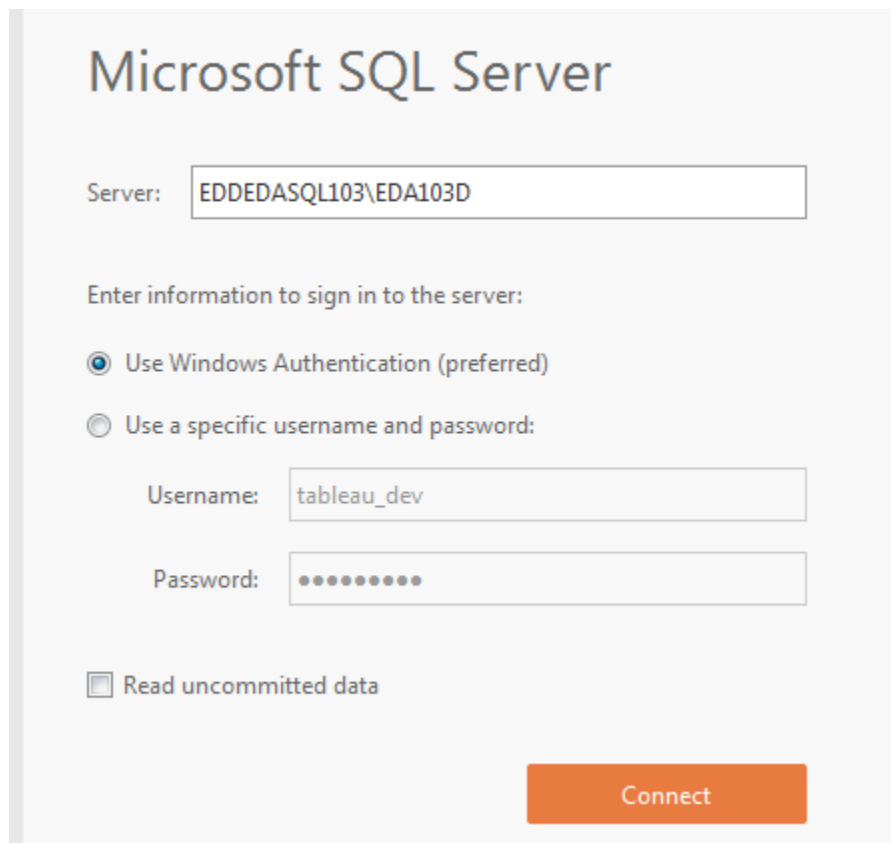 Microsoft SQL Server
Server: EDDEDASQL103\EDA103D
Enter information to sign in to the server:
Use Windows Authentication (preferred)
Use a specific username and password:
Username: tableau_dev
Password: •••••••••
Read uncommitted data
Connect